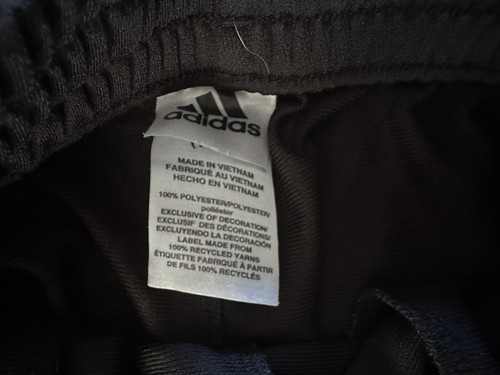 adidas
MADE IN VIETNAM
FABRIQUÉ AU VIETNAM
HECHO EN VIETNAM
100% POLYESTER/POLYESTER/
poliéster
EXCLUSIVE OF DECORATION/
EXCLUSIF DES DÉCORATIONS/
EXCLUYENDO LA DECORACIÓN
LABEL MADE FROM
100% RECYCLED YARNS
ÉTIQUETTE FABRIQUÉ À PARTIR
DE FILS 100% RECYCLÉS